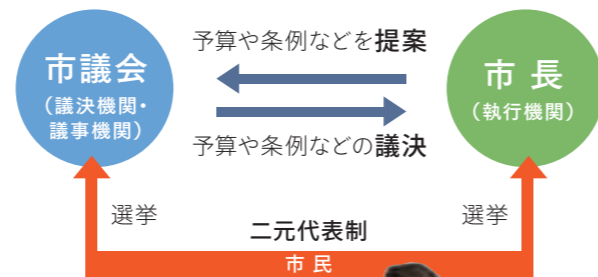 予算や条例などを提案
市議会
（議決機関・
議事機関）
市 長
（執行機関）
予算や条例などの議決
選挙
選挙
二元代表制
市 民